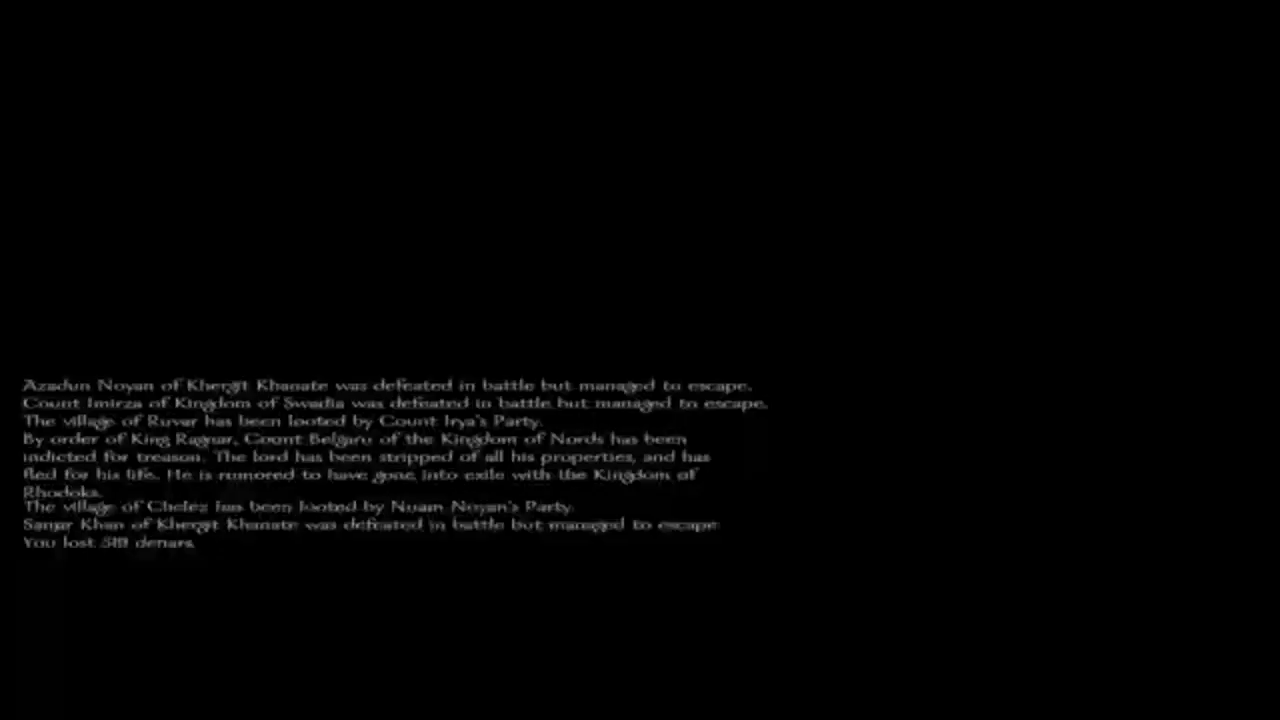 Azadun Noyan of Khergit Khanate was defeated in battle but managed to escape.
Count Imirza of Kingdom of Swadia was defeated in battle but managed to escape.
The village of Ruvar has been looted by Count Irya's Party.
By order of King Ragnar, Count Belgaru of the Kingdom of Nords has been
indicted for treason. The lord has been stripped of all his properties, and has
fled for his life. He is rumored to have gone into exile with the Kingdom of
Rhodoks.
The village of Chelez has been looted by Nuam Noyan's Party.
Sanjar Khan of Khergit Khanate was defeated in battle but managed to escape
You lost denars.